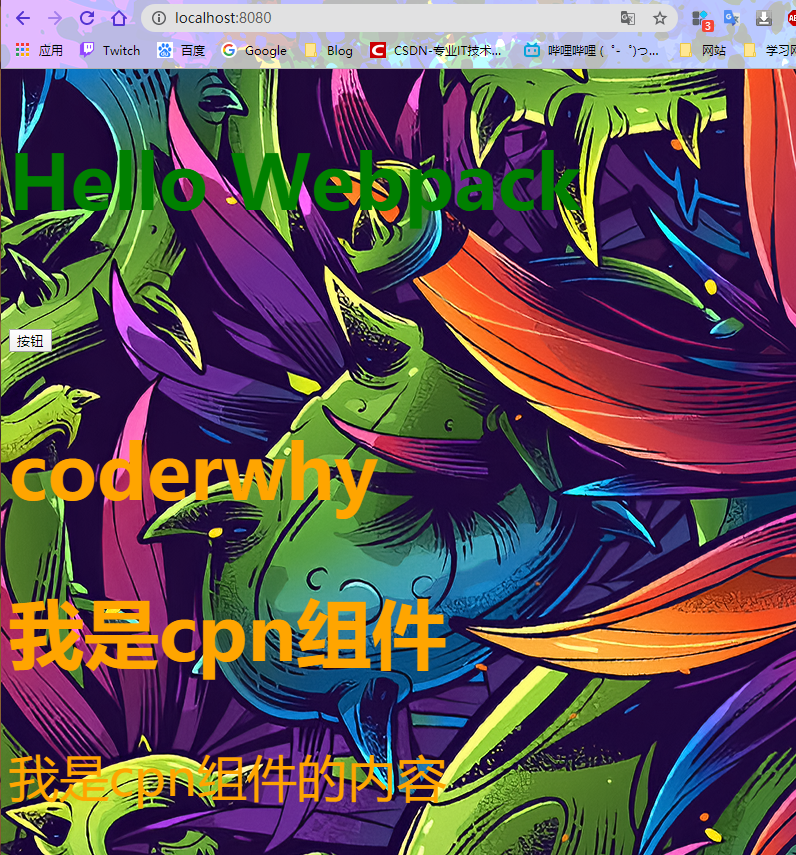 localhost:8080
3
应用 Twitch 百度 Google Blog CSDN-专业IT技术... 哔哩哔哩 ( ゜- ゜)つ... 网站 学习
Hello Webpack
按钮
coderwhy
我是cpn组件
我是cpn组件的内容